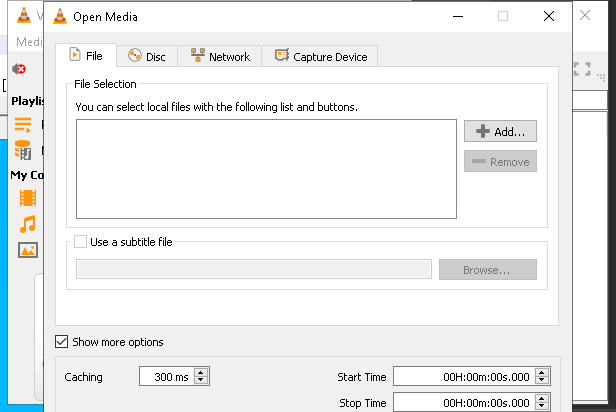 Open Media
Medi
File Disc Network Capture Device
File Selection
You can select local files with the following list and buttons.
Playlis
Add...
Remove
My Co
Use a subtitle file
Browse...
Show more options
Caching 300 ms Start Time 00H:00m:00s.000
Stop Time 00H:00m:00s.000